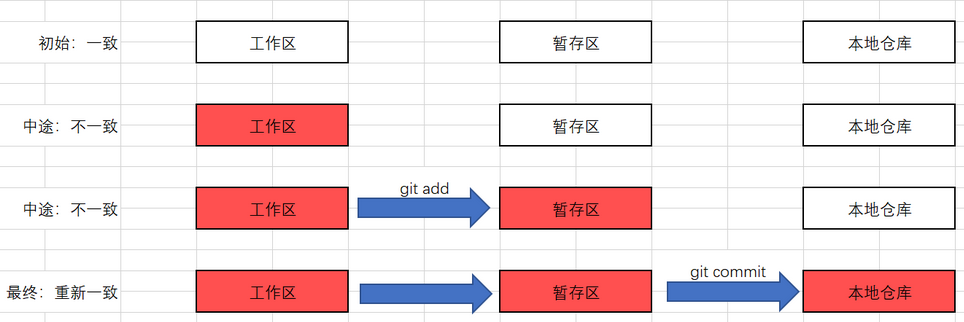 初始：一致 工作区 暂存区 本地仓库
中途：不一致 工作区 暂存区 本地仓库
git add
中途：不一致 工作区 暂存区 本地仓库
git commit
最终：重新一致 工作区 暂存区 本地仓库